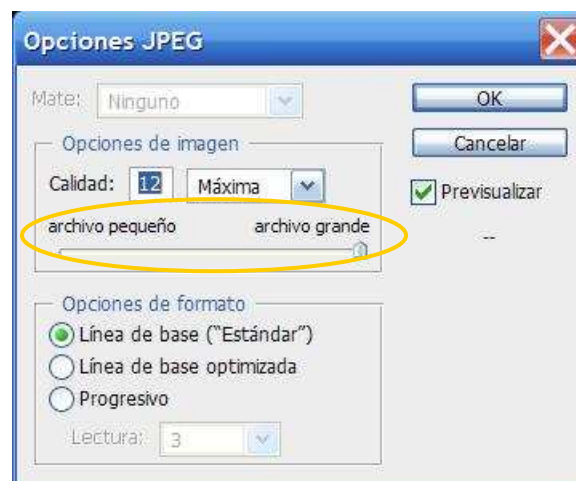 Opciones JPEG
Mate: Ninguno
OK
Opciones de imagen
Cancelar
Calidad: 12 Máxima
Previsualizar
archivo pequeño archivo grande
--
Opciones de formato
Línea de base (“Estándar”)
Línea de base optimizada
Progresivo
Lectura: 3